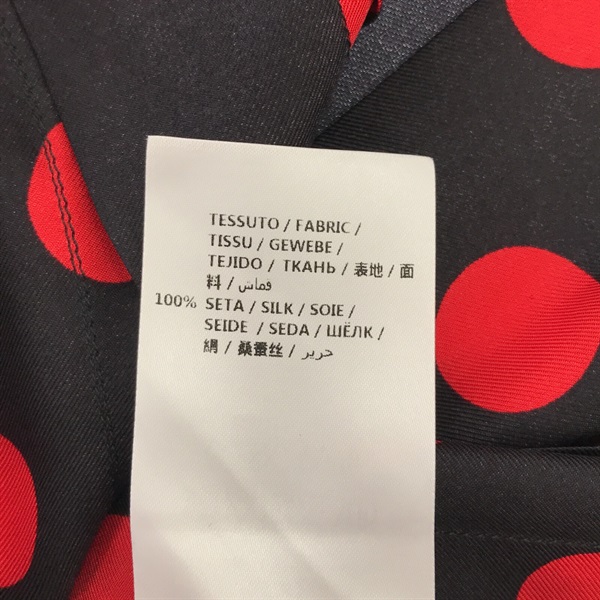 TESSUTO / FABRIC /
TISSU / GEWEBE /
TEJIDO / ТКАНЬ / 表地 / 面
料 / قماش /
100% SETA / SILK / SOIE /
SEIDE / SEDA / ШЁЛК /
絹 / 桑蚕丝 / حرير /